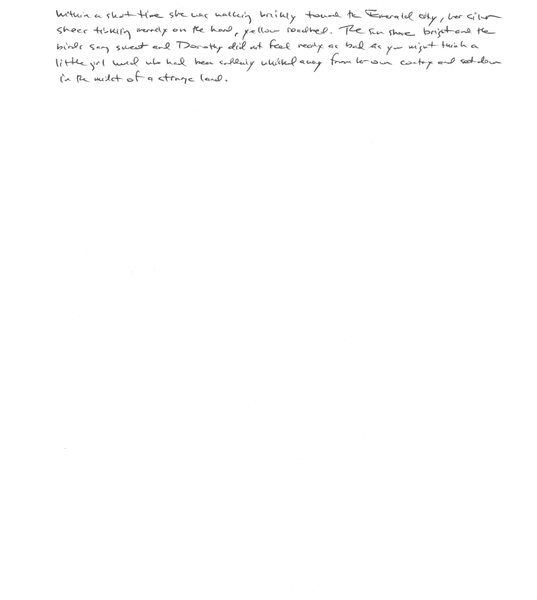 Within a short time she was walking briskly toward the Emerald City, her silver
shoes tinkling merrily on the hard, yellow roadbed. The sun shone bright and the
birds sang sweet and Dorothy did not feel nearly as bad as you might think a
little girl would who had been suddenly whisked away from her own country and set down
in the midst of a strange land.